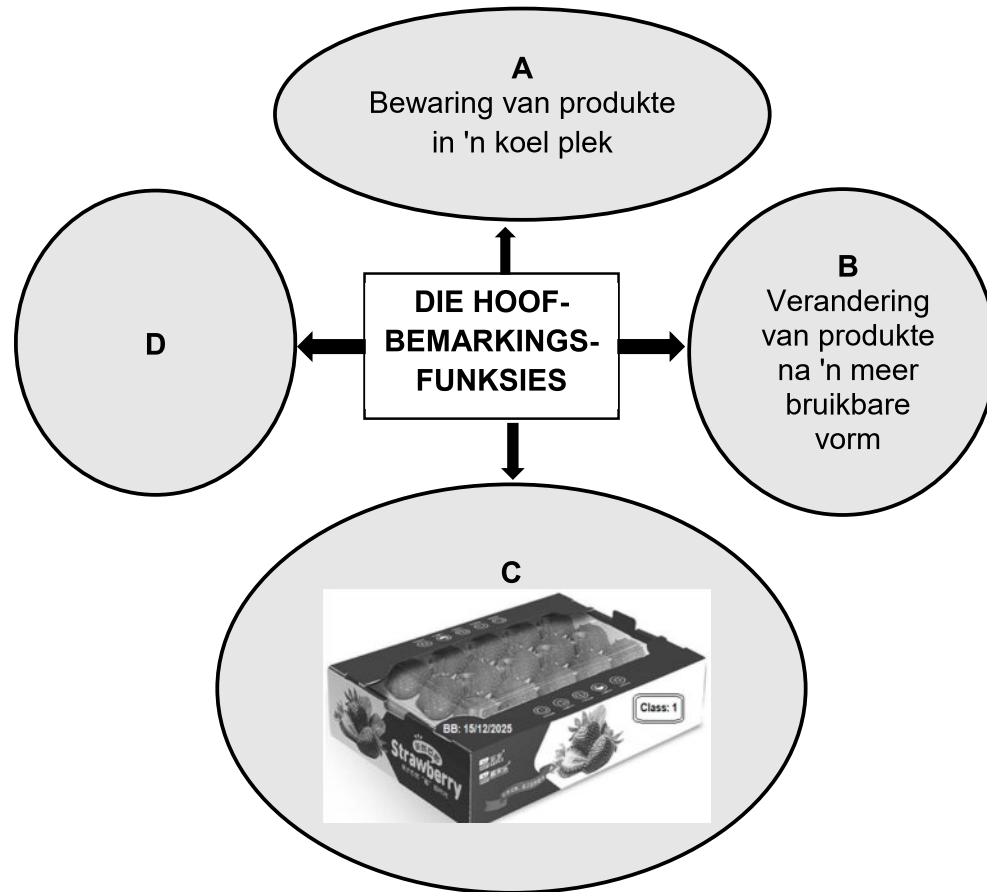 A
Bewaring van produkte
in 'n koel plek
D
DIE HOOF-
BEMARKINGS-
FUNKSIES
B
Verandering
van produkte
na 'n meer
bruikbare
vorm
C
Class: 1
BB: 15/12/2025
Strawberry